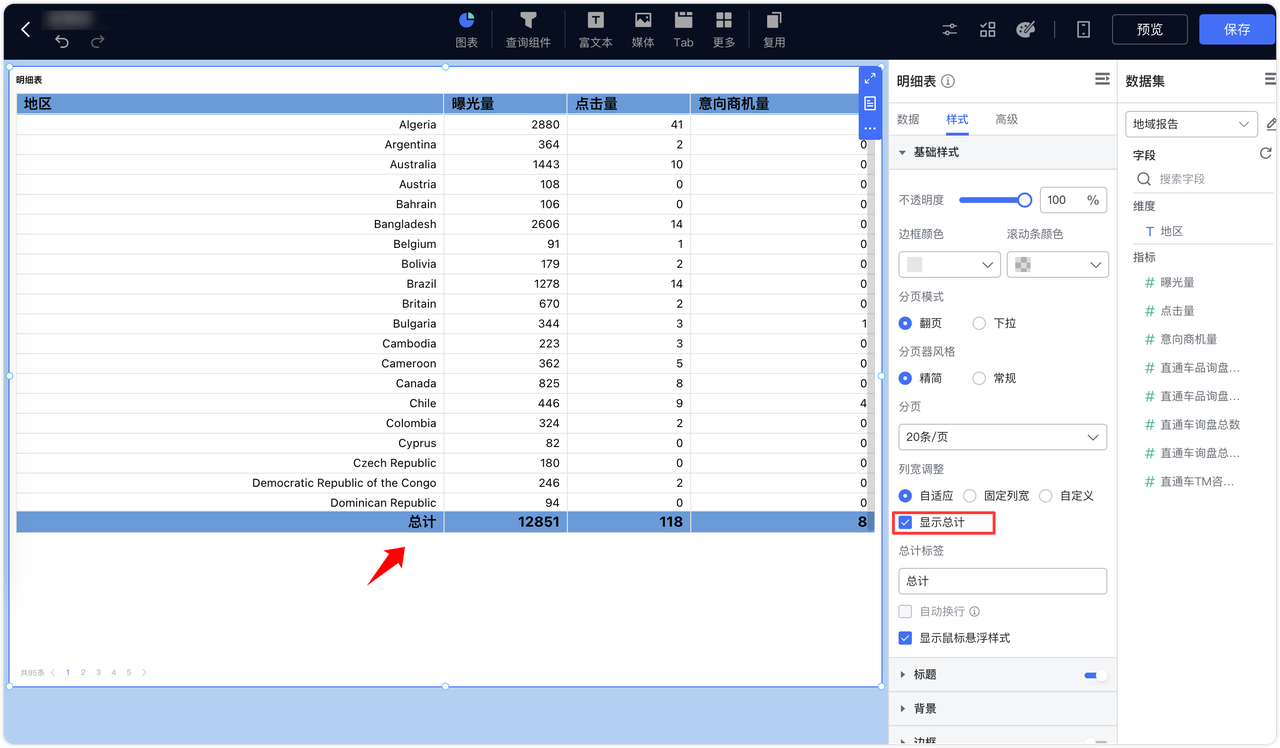 图表 查询组件 富文本 媒体 Tab 更多 复用 预览 保存
明细表
地区 曝光量 点击量 意向商机量
Algeria 2880 41
Argentina 364 2 0
Australia 1443 10 0
Austria 108 0 0
Bahrain 106 0 0
Bangladesh 2606 14 0
Belgium 91 1 0
Bolivia 179 2 0
Brazil 1278 14 0
Britain 670 2 0
Bulgaria 344 3 1
Cambodia 223 3 0
Cameroon 362 5 0
Canada 825 8 0
Chile 446 9 4
Colombia 324 2 0
Cyprus 82 0 0
Czech Republic 180 0 0
Democratic Republic of the Congo 246 2 0
Dominican Republic 94 0 0
总计 12851 118 8
共95条 1 2 3 4 5
明细表
数据 样式 高级
基础样式
不透明度 100 %
边框颜色 滚动条颜色
分页模式
翻页 下拉
分页器风格
精简 常规
分页
20条/页
列宽调整
自适应 固定列宽 自定义
显示总计
总计标签
总计
自动换行
显示鼠标悬浮样式
标题
背景
数据集
地域报告
字段
搜索字段
维度
T 地区
指标
# 曝光量
# 点击量
# 意向商机量
# 直通车品询盘...
# 直通车品询盘...
# 直通车询盘总数
# 直通车询盘总...
# 直通车TM咨...